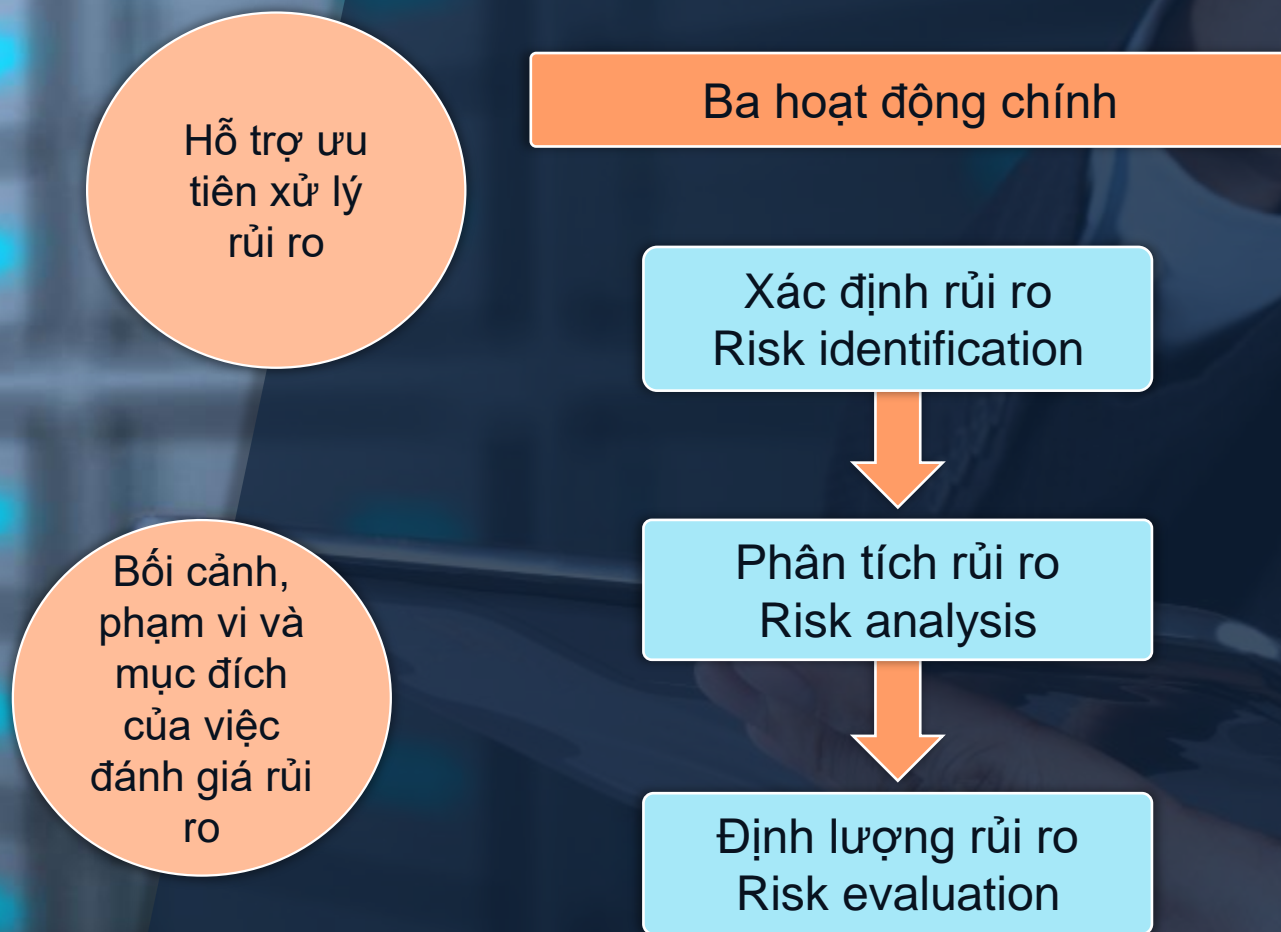 Hỗ trợ ưu
tiên xử lý
rủi ro
Bối cảnh,
phạm vi và
mục đích
của việc
đánh giá rủi
ro
Ba hoạt động chính
Xác định rủi ro
Risk identification
Phân tích rủi ro
Risk analysis
Định lượng rủi ro
Risk evaluation